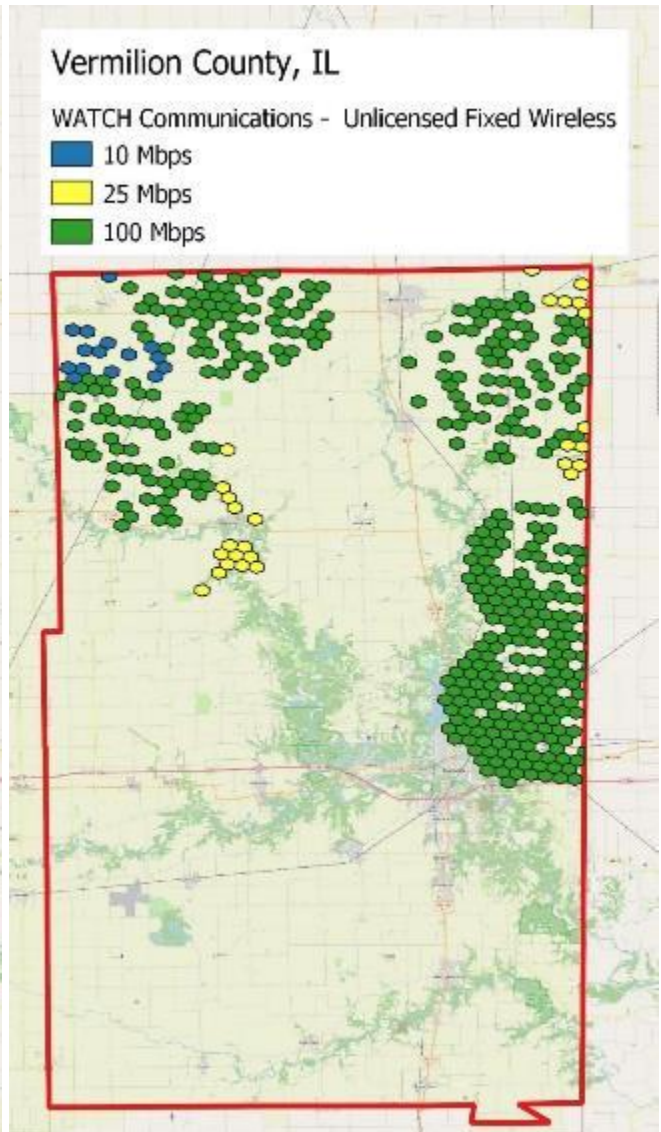 Vermilion County, IL
WATCH Communications - Unlicensed Fixed Wireless
10 Mbps
25 Mbps
100 Mbps